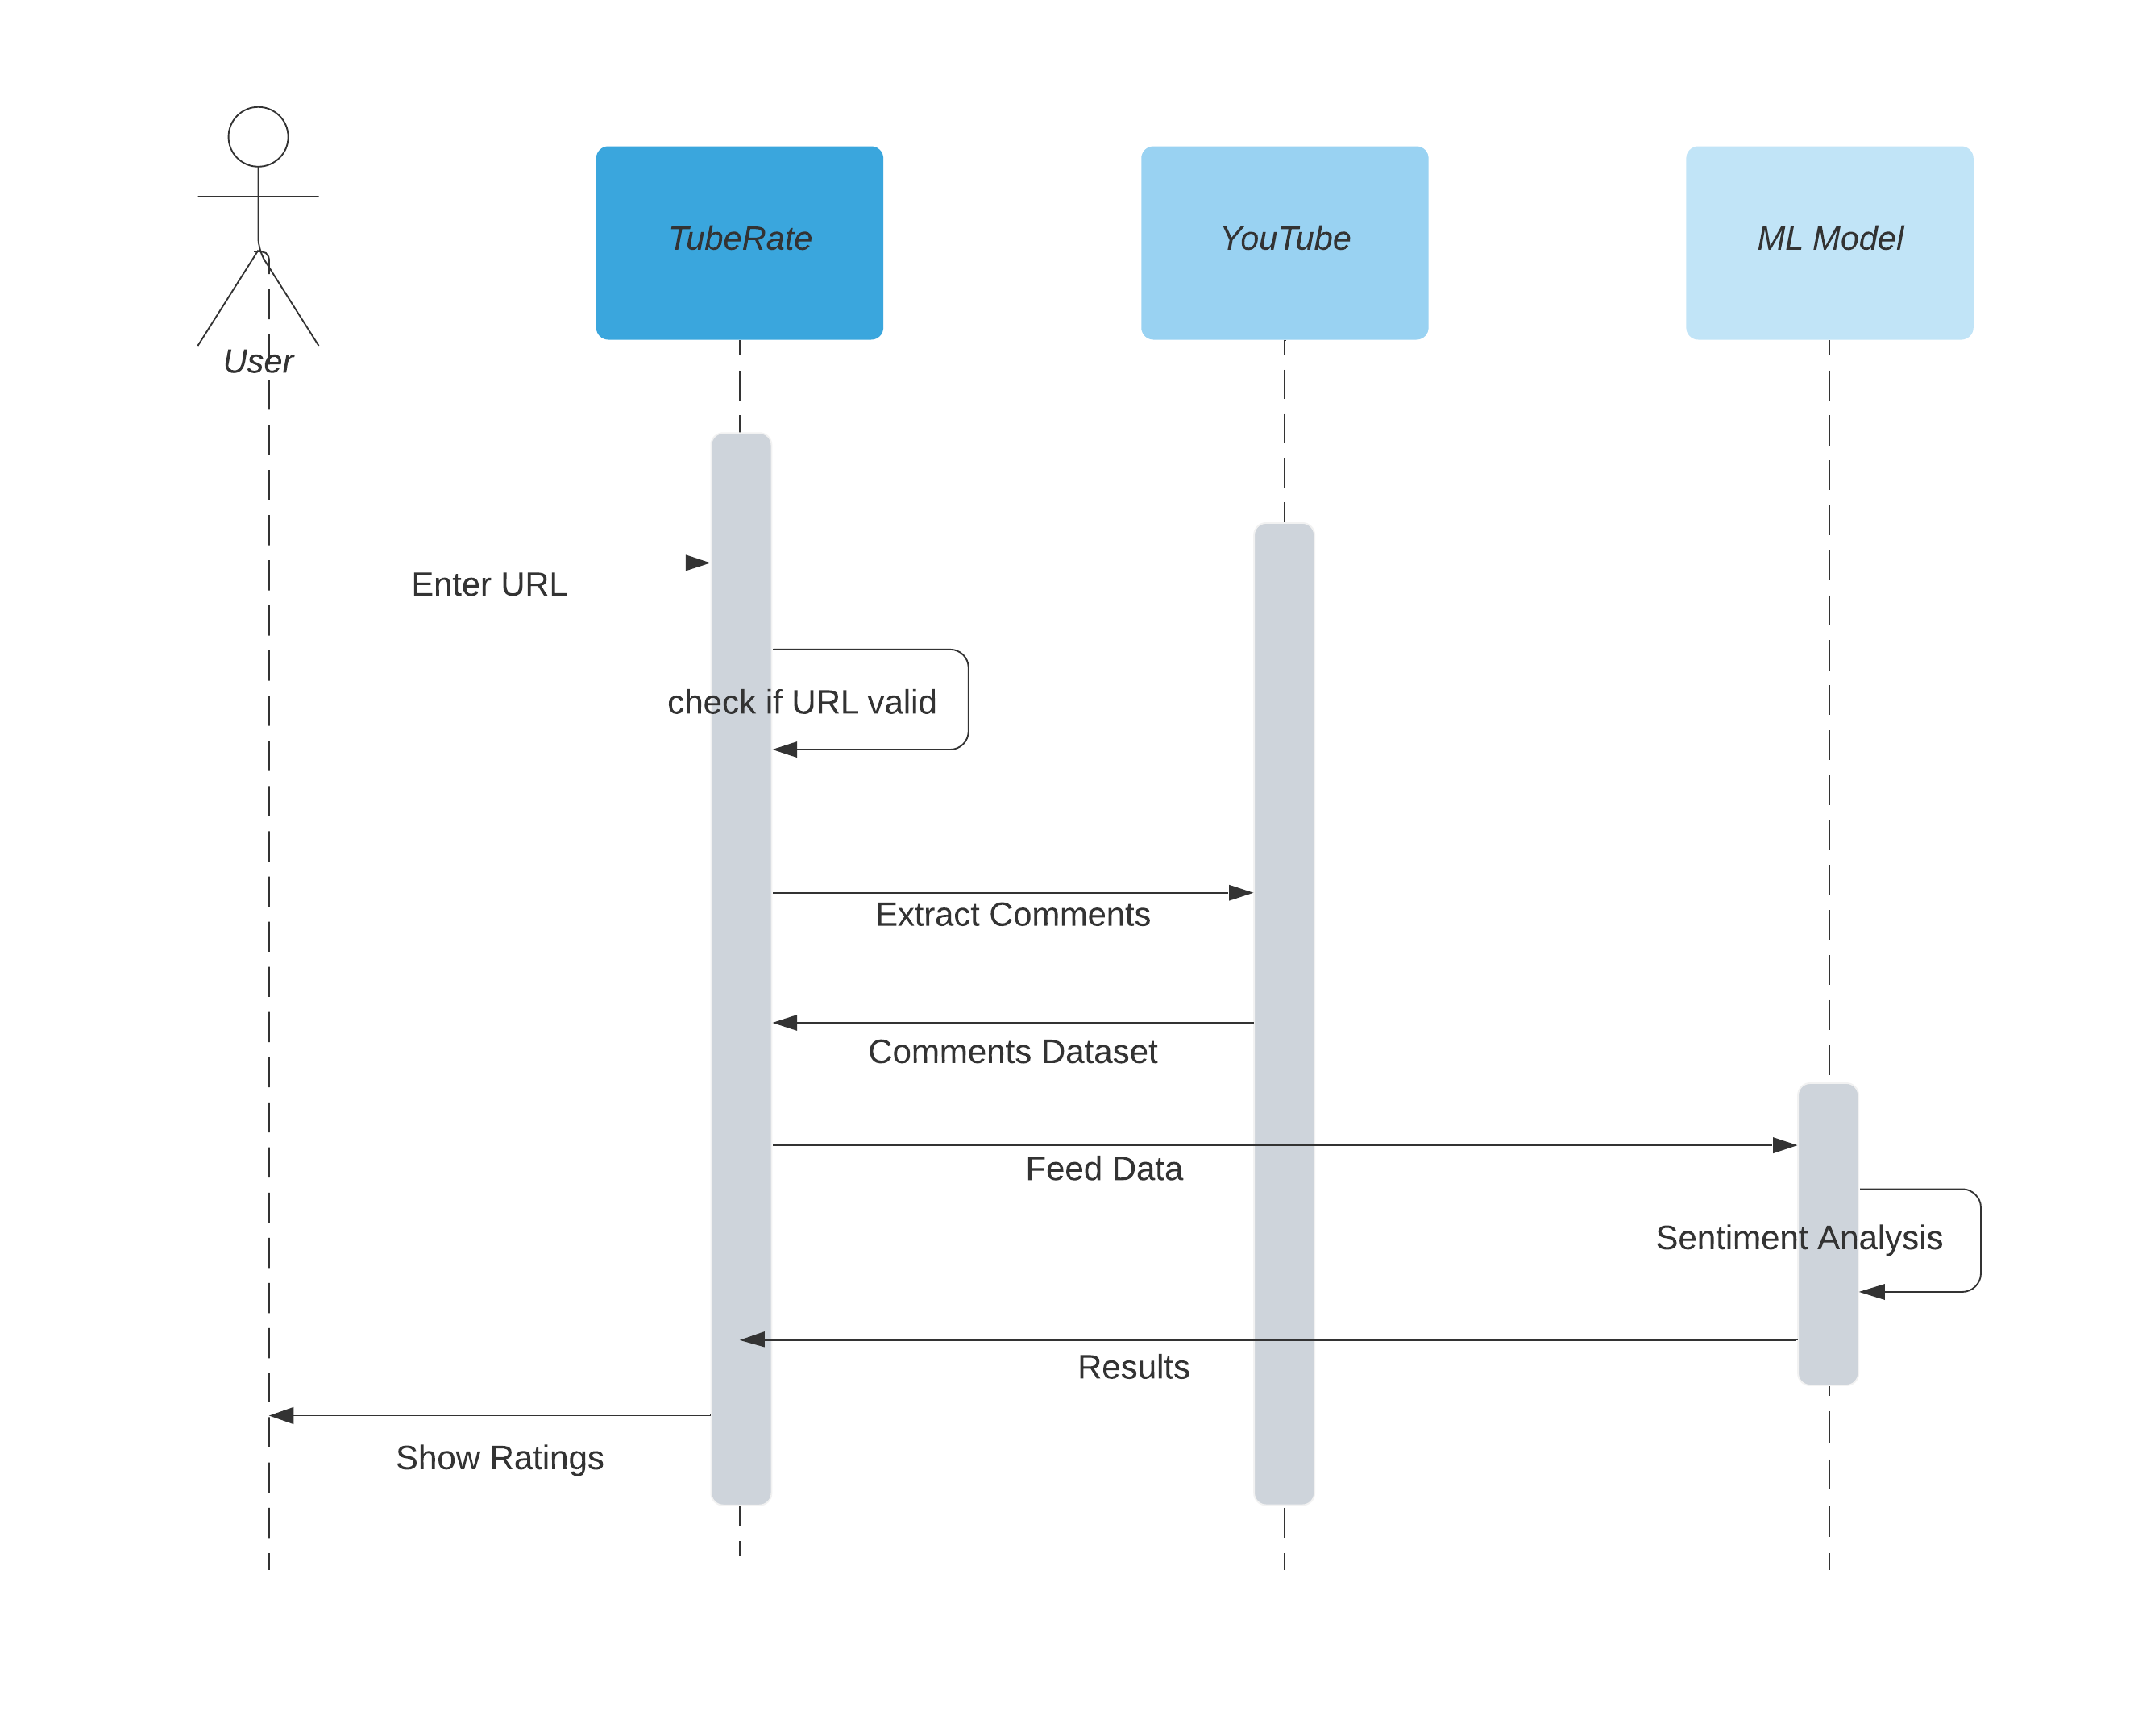 TubeRate
YouTube
ML Model
User
Enter URL
check if URL valid
Extract Comments
Comments Dataset
Feed Data
Sentiment Analysis
Results
Show Ratings